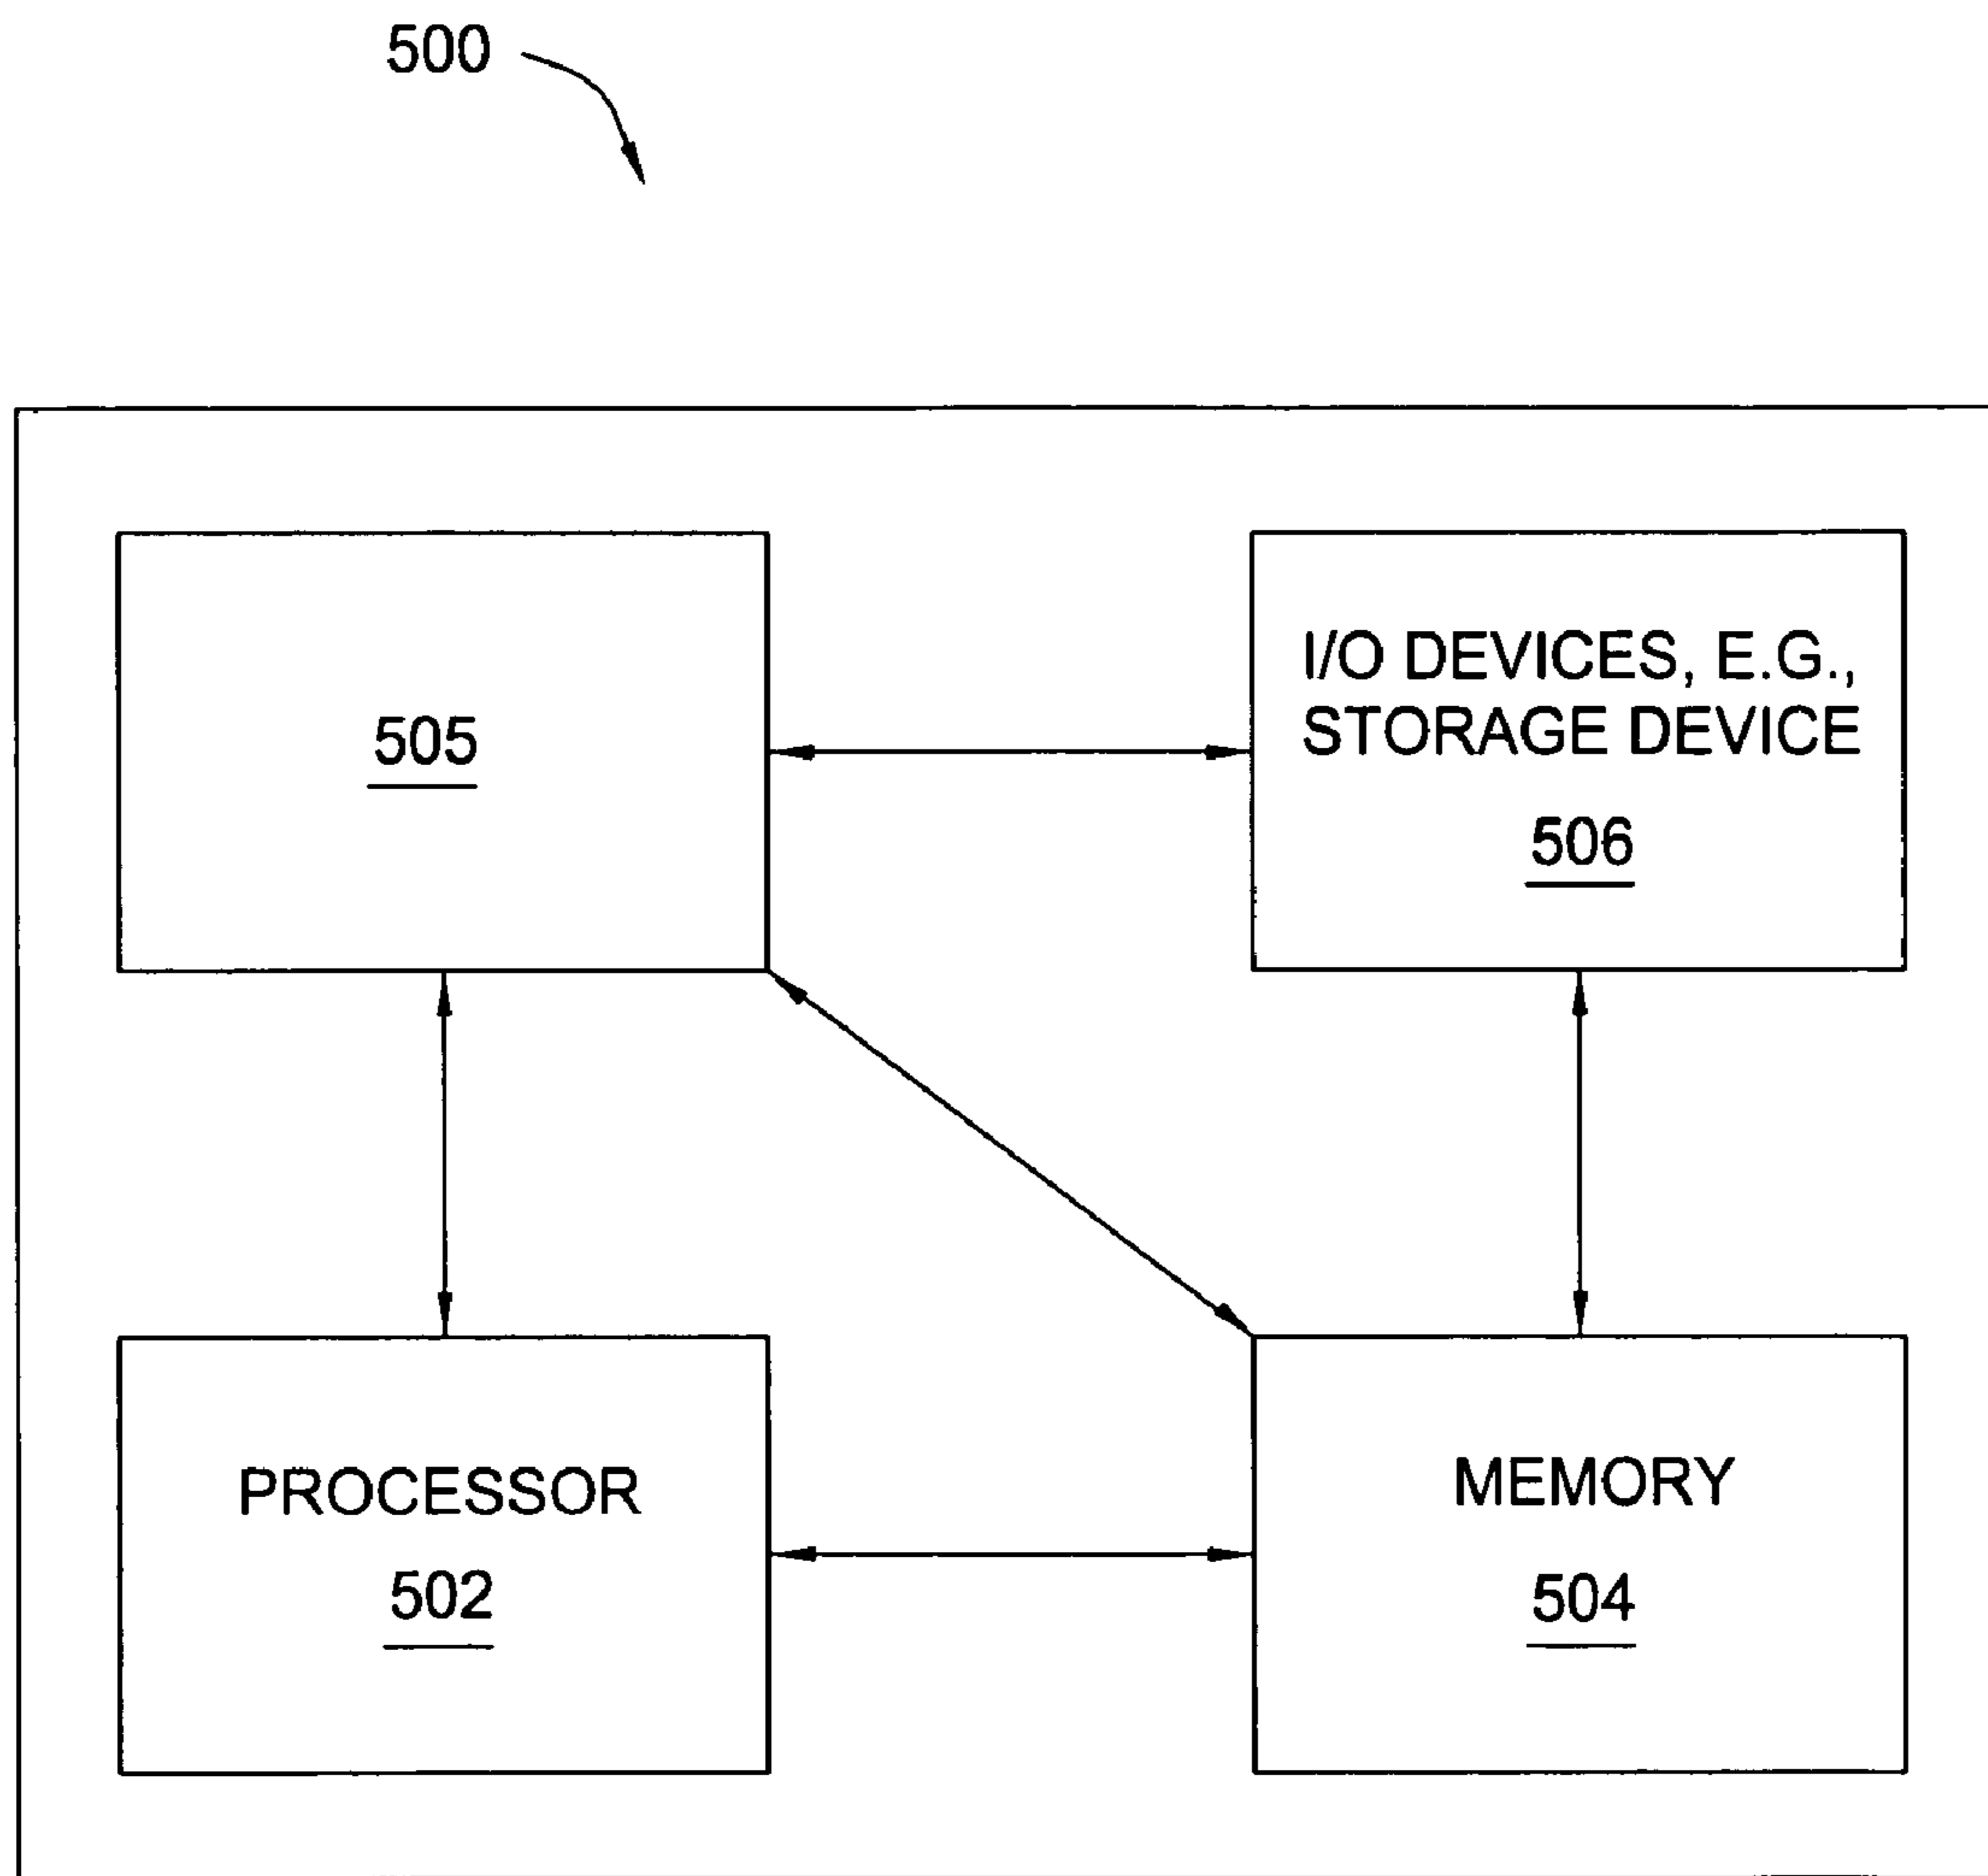 500
505
I/O DEVICES, E.G.,
STORAGE DEVICE
506
PROCESSOR
502
MEMORY
504